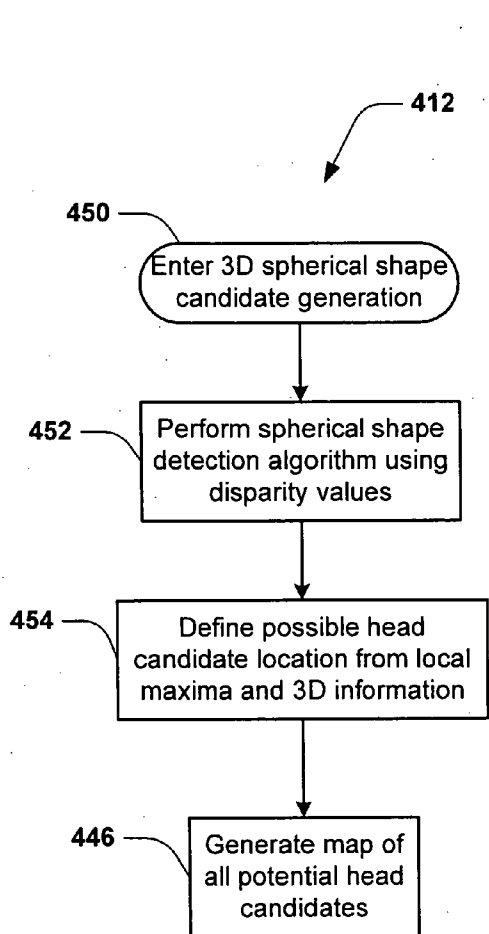 412
450
Enter 3D spherical shape
candidate generation
452
Perform spherical shape
detection algorithm using
disparity values
454
Define possible head
candidate location from local
maxima and 3D information
446
Generate map of
all potential head
candidates